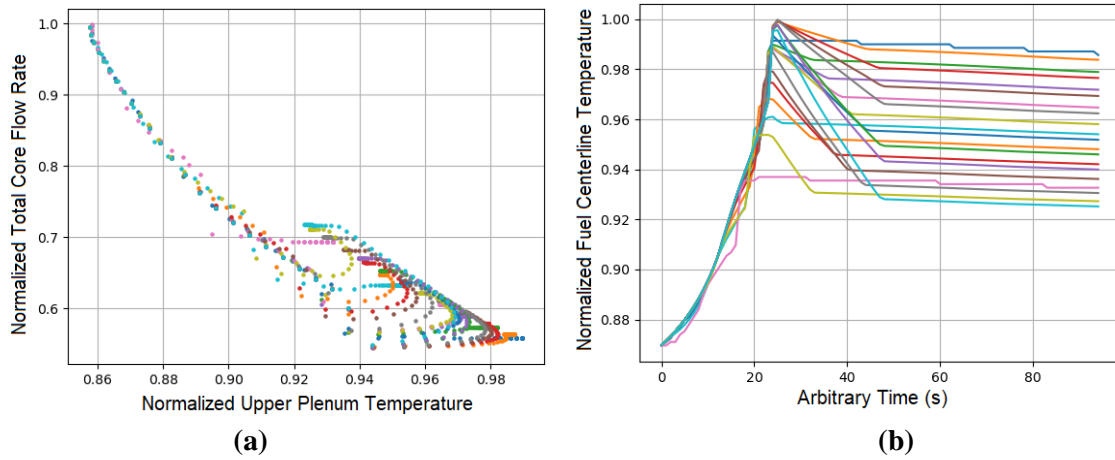 1.0
0.9
0.8
0.7
0.6
Normalized Total Core Flow Rate
0.86 0.88 0.90 0.92 0.94 0.96 0.98
Normalized Upper Plenum Temperature
(a)
1.00
0.98
0.96
0.94
0.92
0.90
0.88
Normalized Fuel Centerline Temperature
0 20 40 60 80
Arbitrary Time (s)
(b)